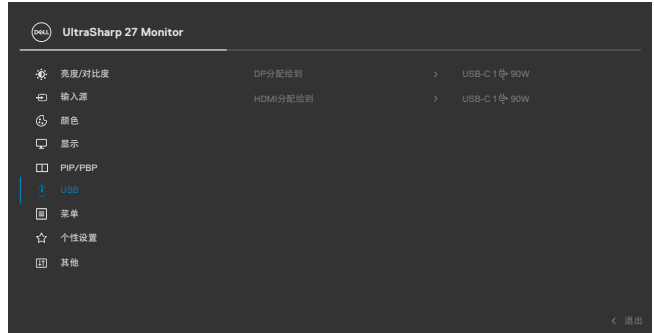 DELL UltraSharp 27 Monitor
亮度/对比度 DP分配给到 > USB-C 1 90W
输入源 HDMI分配给到 > USB-C 1 90W
颜色
显示
PIP/PBP
USB
菜单
个性设置
其他
< 退出